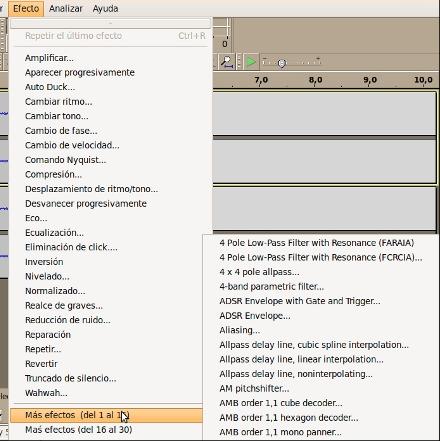 Efecto Analizar Ayuda
Repetir el último efecto Ctrl+R
0
7,0 8,0 9,0 10,0
Amplificar...
Aparecer progresivamente
Auto Duck...
Cambiar ritmo...
Cambiar tono...
Cambio de fase...
Cambio de velocidad...
Comando Nyquist...
Compresión...
Desplazamiento de ritmo/tono...
Desvanecer progresivamente
Eco...
Ecualización...
Eliminación de click....
Inversión
Nivelado...
Normalizado...
Realce de graves...
Reducción de ruido...
Reparación
Repetir...
Revertir
Truncado de silencio...
Wahwah...
Más efectos (del 1 al
Maś efectos (del 16 al 30)
4 Pole Low-Pass Filter with Resonance (FARAIA)
4 Pole Low-Pass Filter with Resonance (FCRCIA)...
4 x 4 pole allpass...
4-band parametric filter...
ADSR Envelope with Gate and Trigger...
ADSR Envelope...
Aliasing...
Allpass delay line, cubic spline interpolation...
Allpass delay line, linear interpolation...
Allpass delay line, noninterpolating...
AM pitchshifter...
AMB order 1,1 cube decoder...
AMB order 1,1 hexagon decoder...
AMB order 1,1 mono panner...